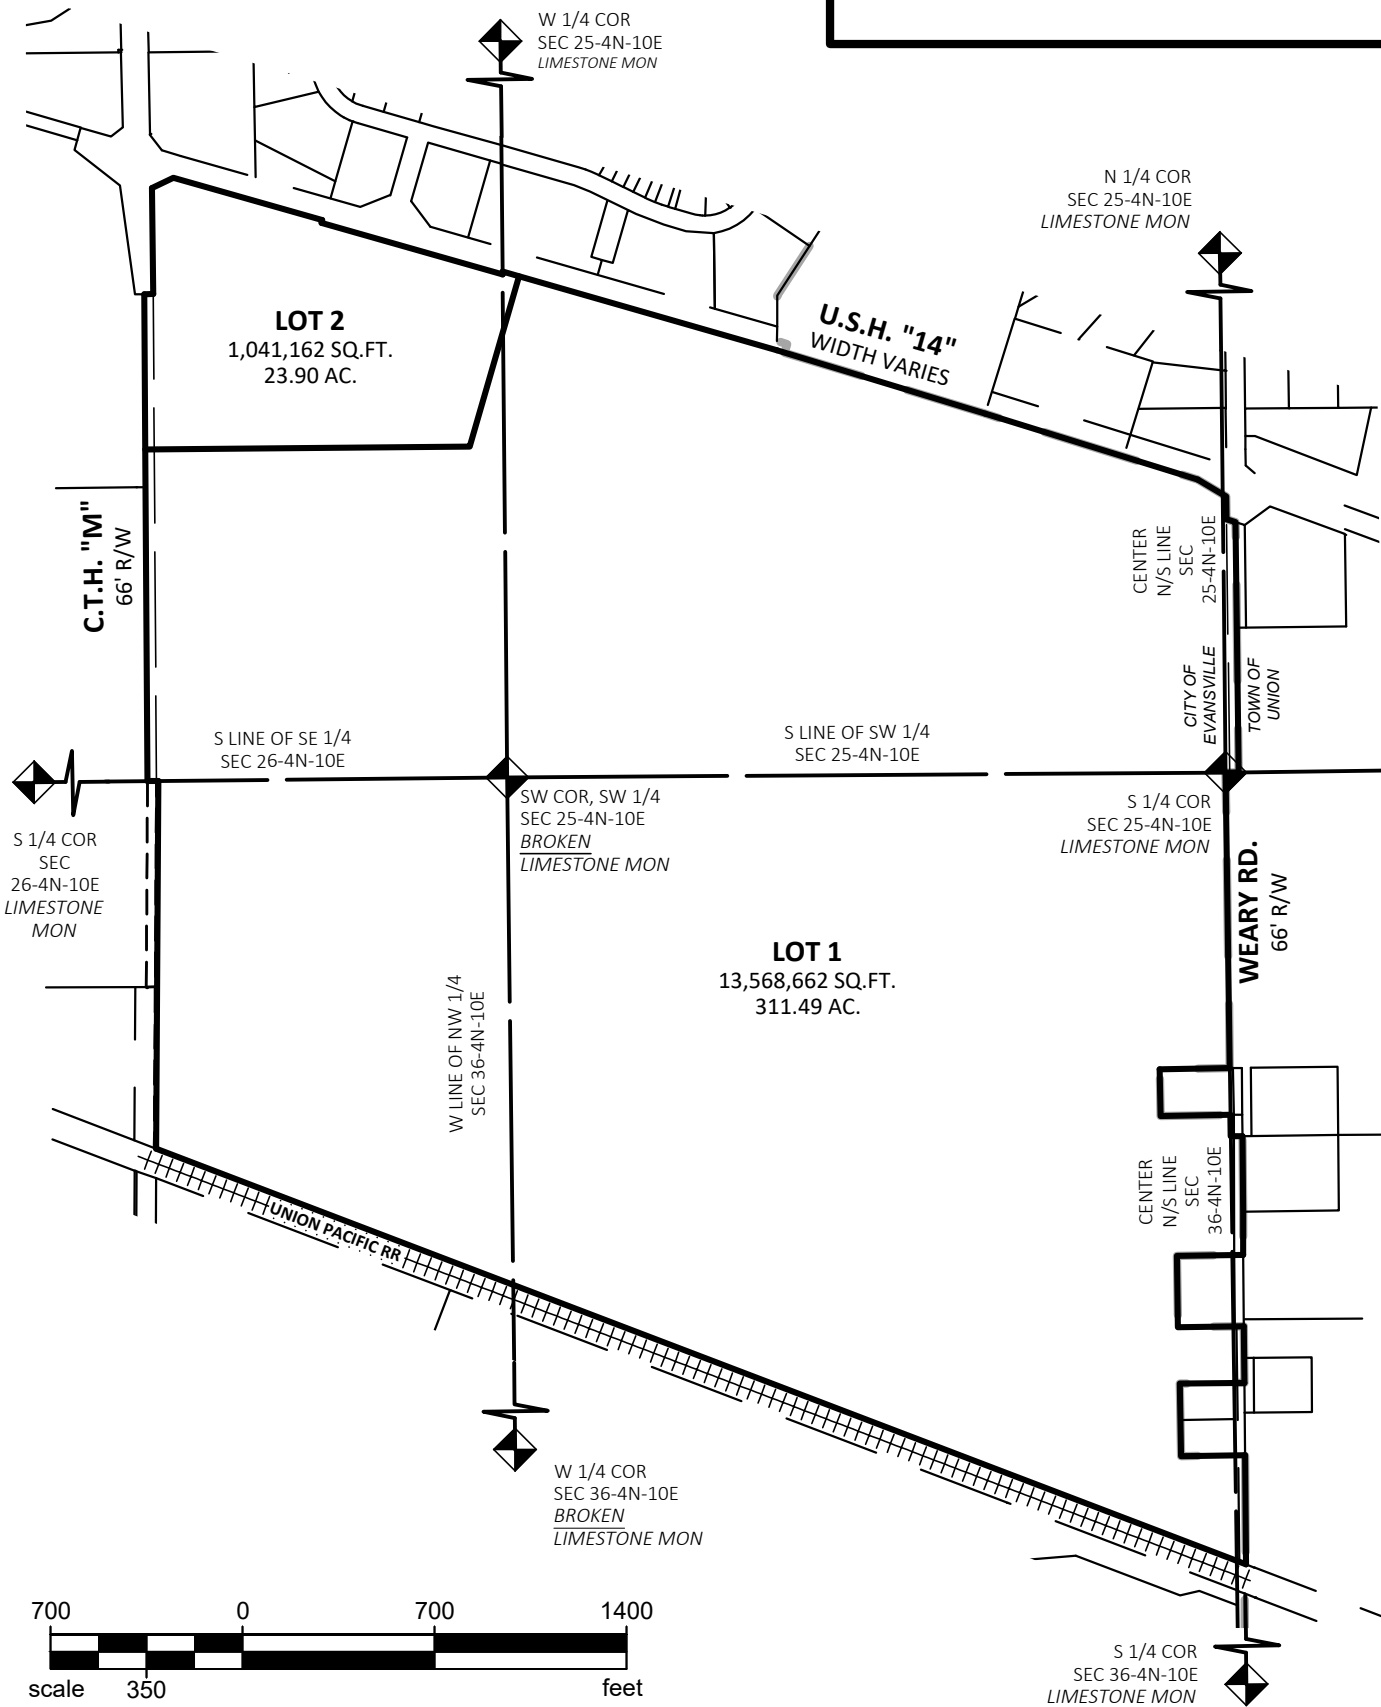 W 1/4 COR
SEC 25-4N-10E
LIMESTONE MON
N 1/4 COR
SEC 25-4N-10E
LIMESTONE MON
LOT 2
1,041,162 SQ.FT.
23.90 AC.
U.S.H. "14"
WIDTH VARIES
C.T.H. "M"
66' R/W
CENTER
N/S LINE
SEC
25-4N-10E
CITY OF
EVANSVILLE
TOWN OF
UNION
S LINE OF SE 1/4
SEC 26-4N-10E
S LINE OF SW 1/4
SEC 25-4N-10E
S 1/4 COR
SEC
26-4N-10E
LIMESTONE
MON
SW COR, SW 1/4
SEC 25-4N-10E
BROKEN
LIMESTONE MON
S 1/4 COR
SEC 25-4N-10E
LIMESTONE MON
WEARY RD.
66' R/W
LOT 1
13,568,662 SQ.FT.
311.49 AC.
W LINE OF NW 1/4
SEC 36-4N-10E
CENTER
N/S LINE
SEC
36-4N-10E
UNION PACIFIC RR
W 1/4 COR
SEC 36-4N-10E
BROKEN
LIMESTONE MON
700 0 700 1400
scale 350 feet
S 1/4 COR
SEC 36-4N-10E
LIMESTONE MON